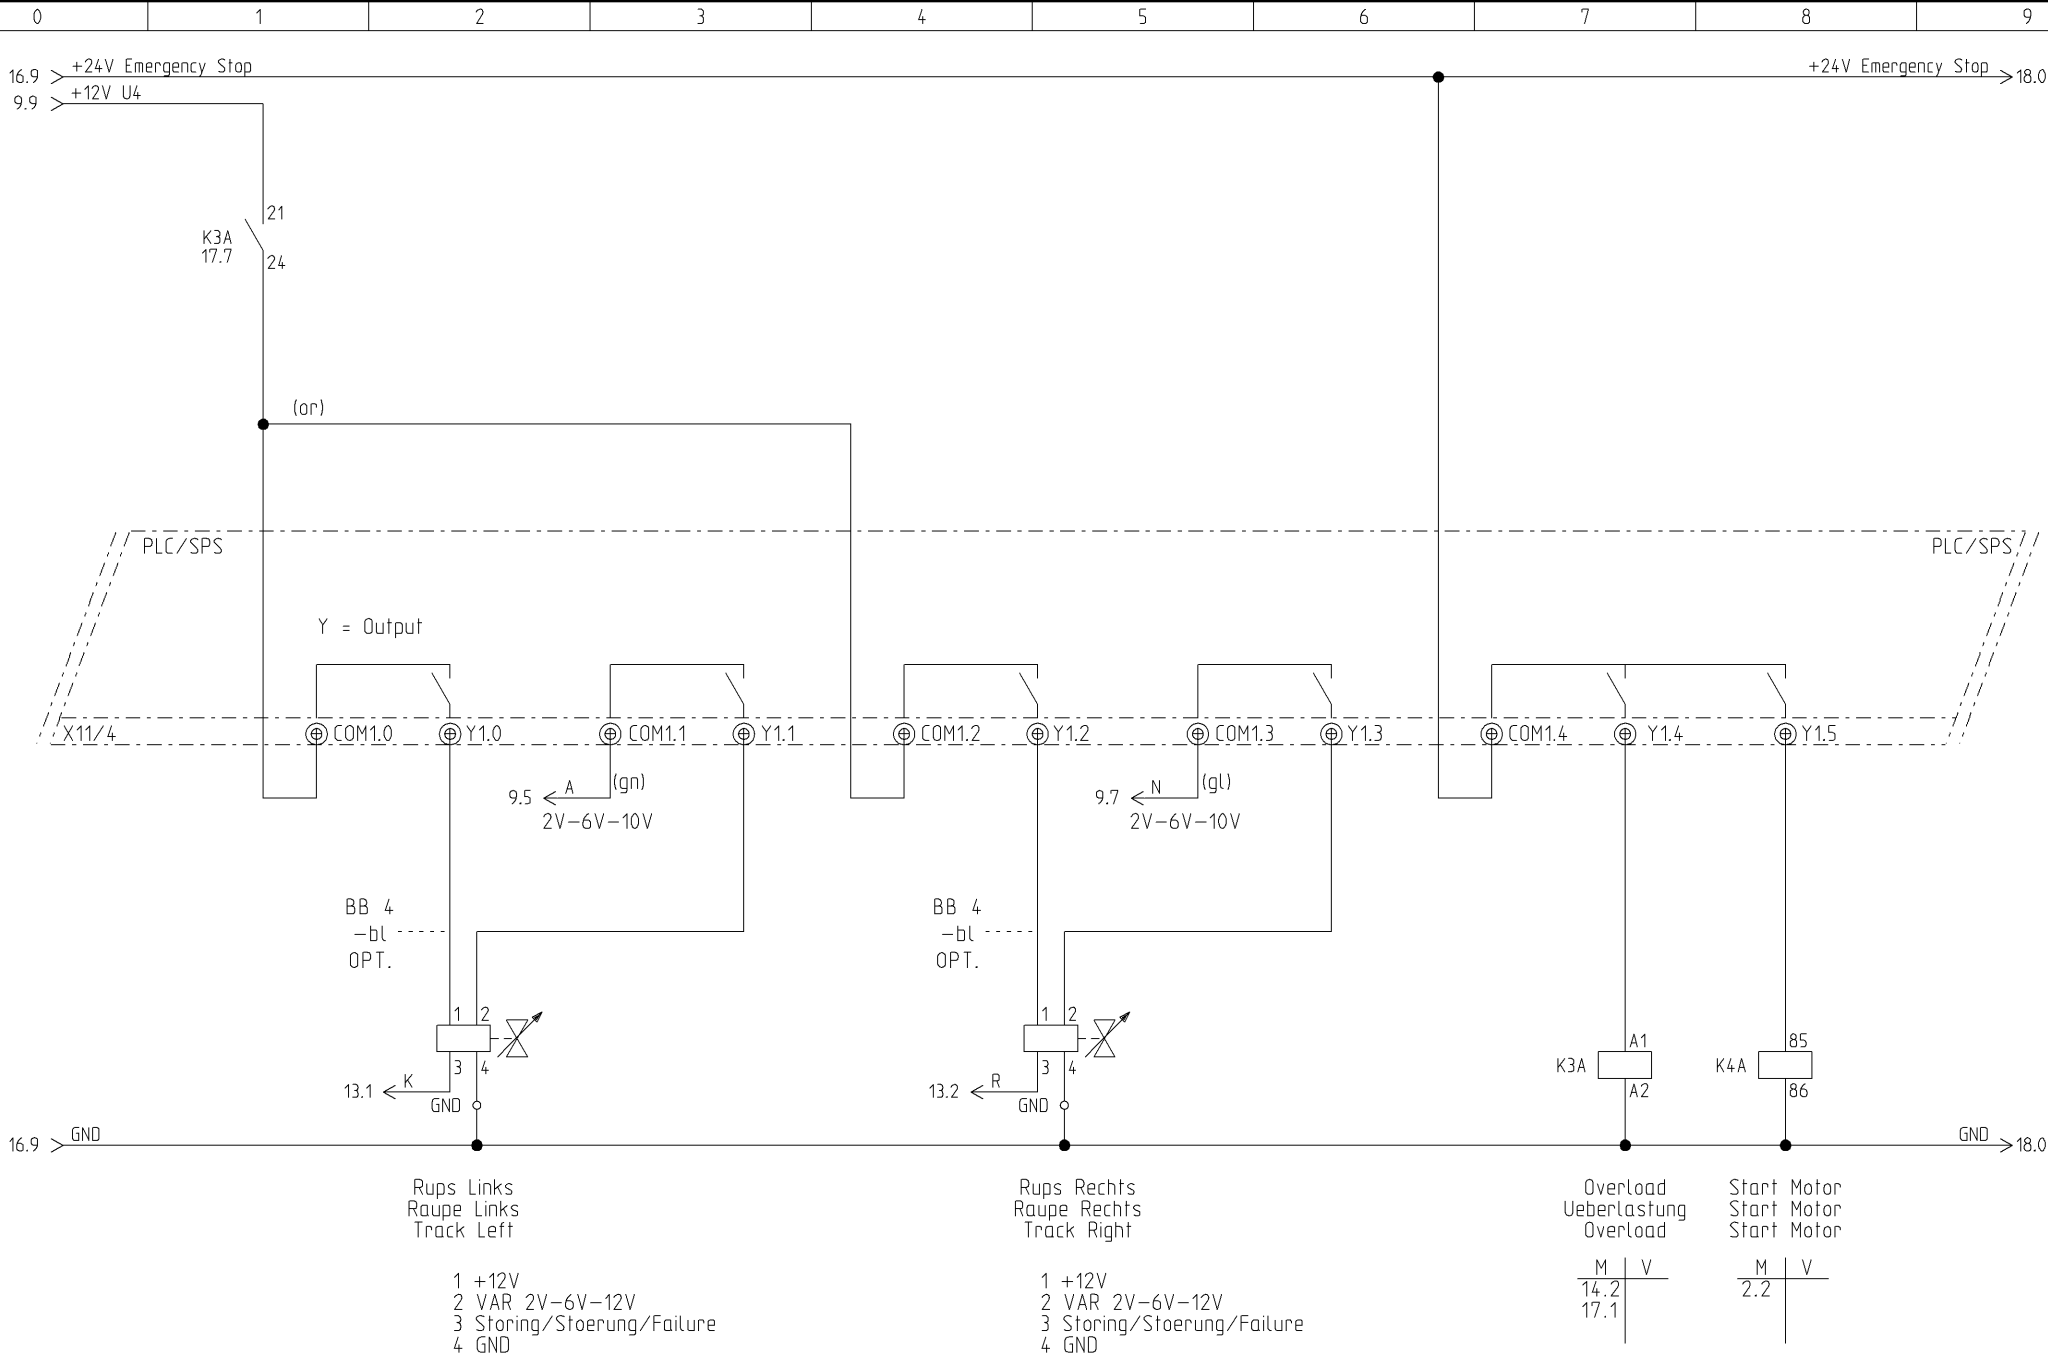 0 1 2 3 4 5 6 7 8 9
16.9 +24V Emergency Stop +24V Emergency Stop 18.0
9.9 +12V U4
21
K3A
17.7
24
(or)
PLC/SPS PLC/SPS
Y = Output
X11/4 COM1.0 Y1.0 COM1.1 Y1.1 COM1.2 Y1.2 COM1.3 Y1.3 COM1.4 Y1.4 Y1.5
(gn) (gl)
9.5 A 9.7 N
2V-6V-10V 2V-6V-10V
BB 4 BB 4
-bl -bl
OPT. OPT.
1 2 1 2
A1 85
K3A K4A
3 4 3 4
A2 86
13.1 K 13.2 R
GND GND
16.9 GND GND 18.0
Rups Links Rups Rechts Overload Start Motor
Raupe Links Raupe Rechts Ueberlastung Start Motor
Track Left Track Right Overload Start Motor
M V M V
1 +12V 1 +12V 14.2 2.2
2 VAR 2V-6V-12V 2 VAR 2V-6V-12V 17.1
3 Storing/Stoerung/Failure 3 Storing/Stoerung/Failure
4 GND 4 GND